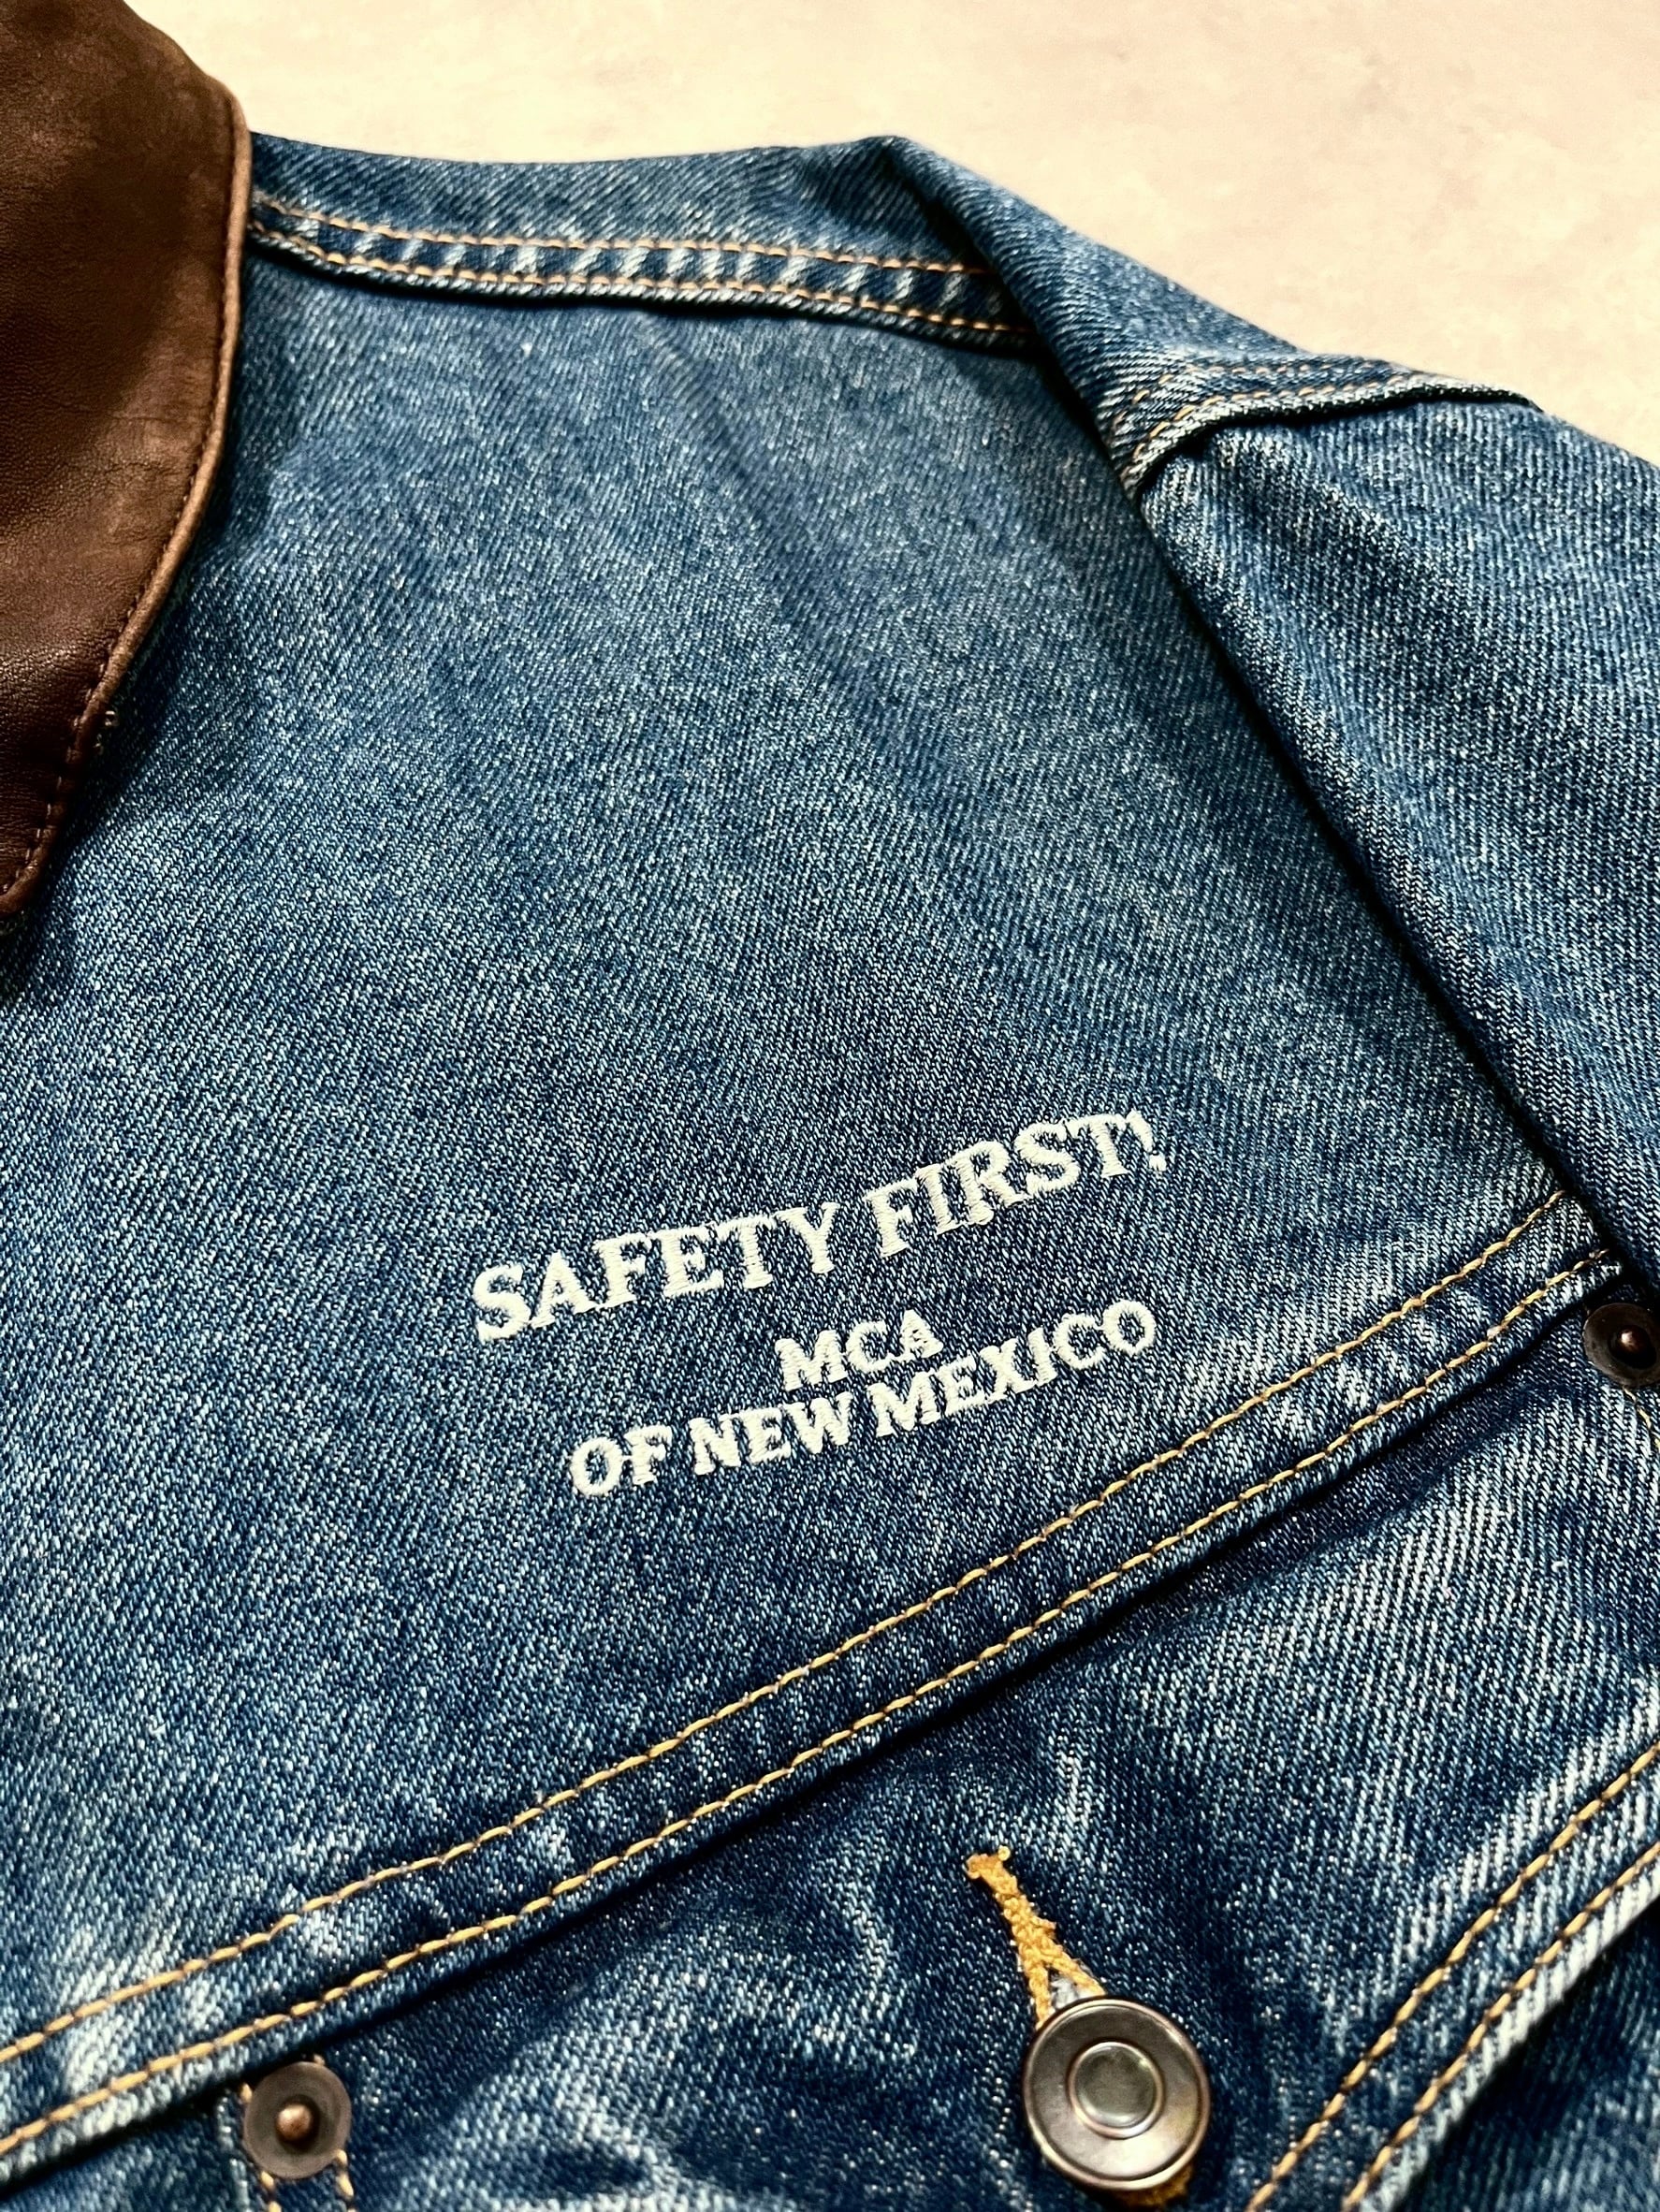 SAFETY FIRST!
MCA
OF NEW MEXICO